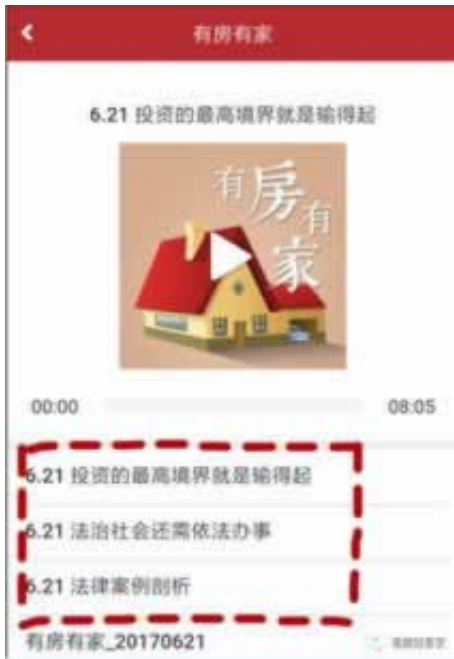 有房有家
6.21 投资的最高境界就是输得起
有房有家
00:00
08:05
6.21 投资的最高境界就是输得起
6.21 法治社会还需依法办事
6.21 法律案例剖析
有房有家_20170621